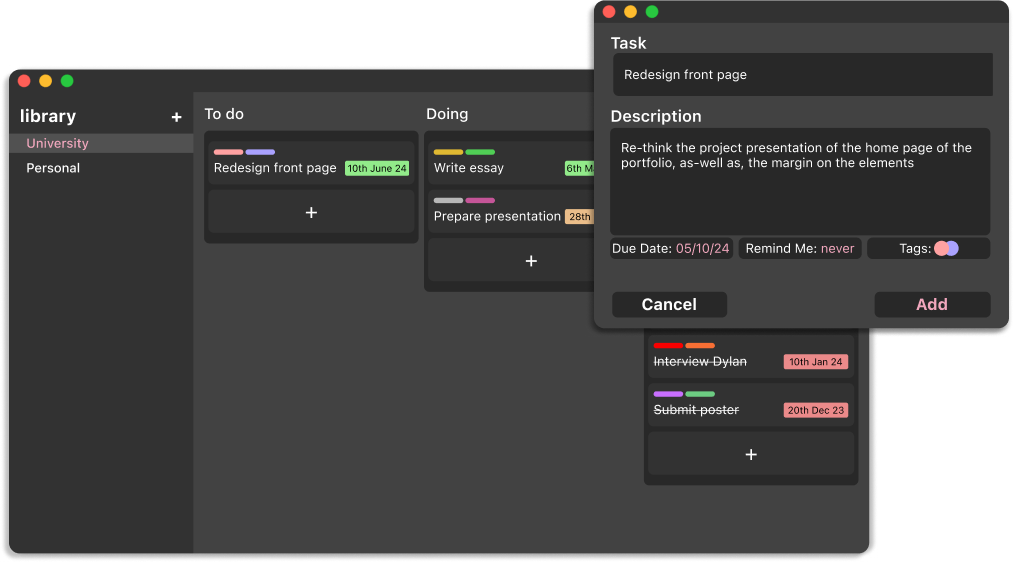 library +
University
Personal
To do
Redesign front page 10th June 24
+
Doing
Write essay 6th
Prepare presentation 28th
+
Interview Dylan 10th Jan 24
Submit poster 20th Dec 23
+
Task
Redesign front page
Description
Re-think the project presentation of the home page of the
portfolio, as-well as, the margin on the elements
Due Date: 05/10/24 Remind Me: never Tags:
Cancel Add